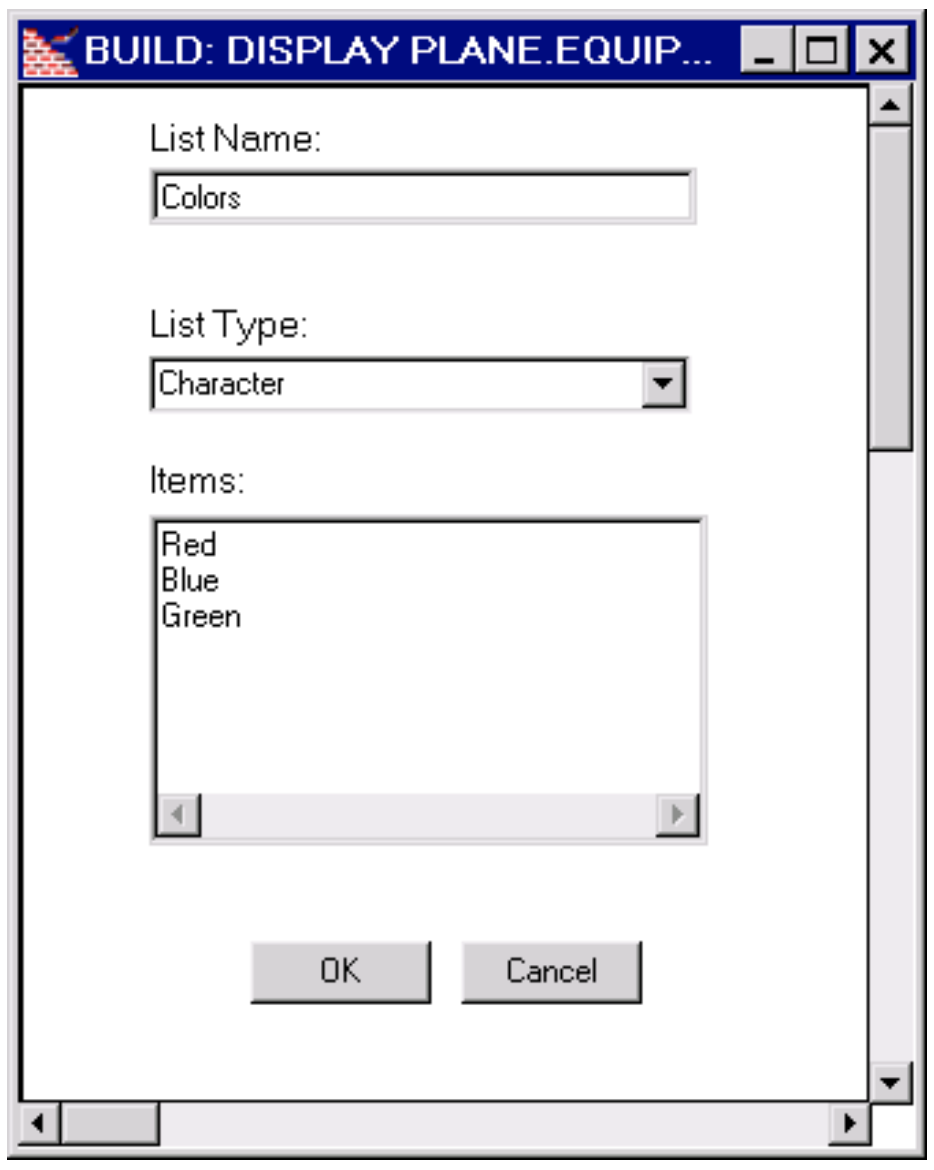 BUILD: DISPLAY PLANE.EQUIP...
List Name:
Colors
List Type:
Character
Items:
Red
Blue
Green
OK Cancel